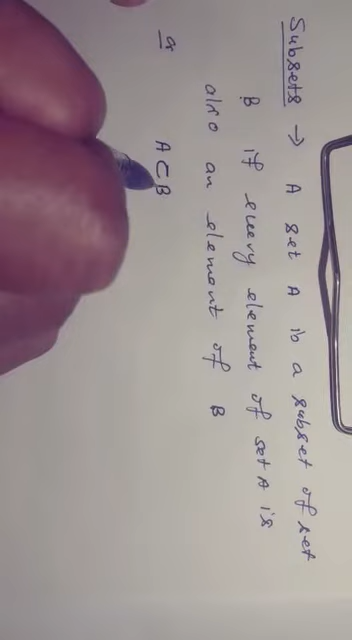 Subsets → A set A is a subset of set
B if every element of set A is
also an element of B
A ⊂ B